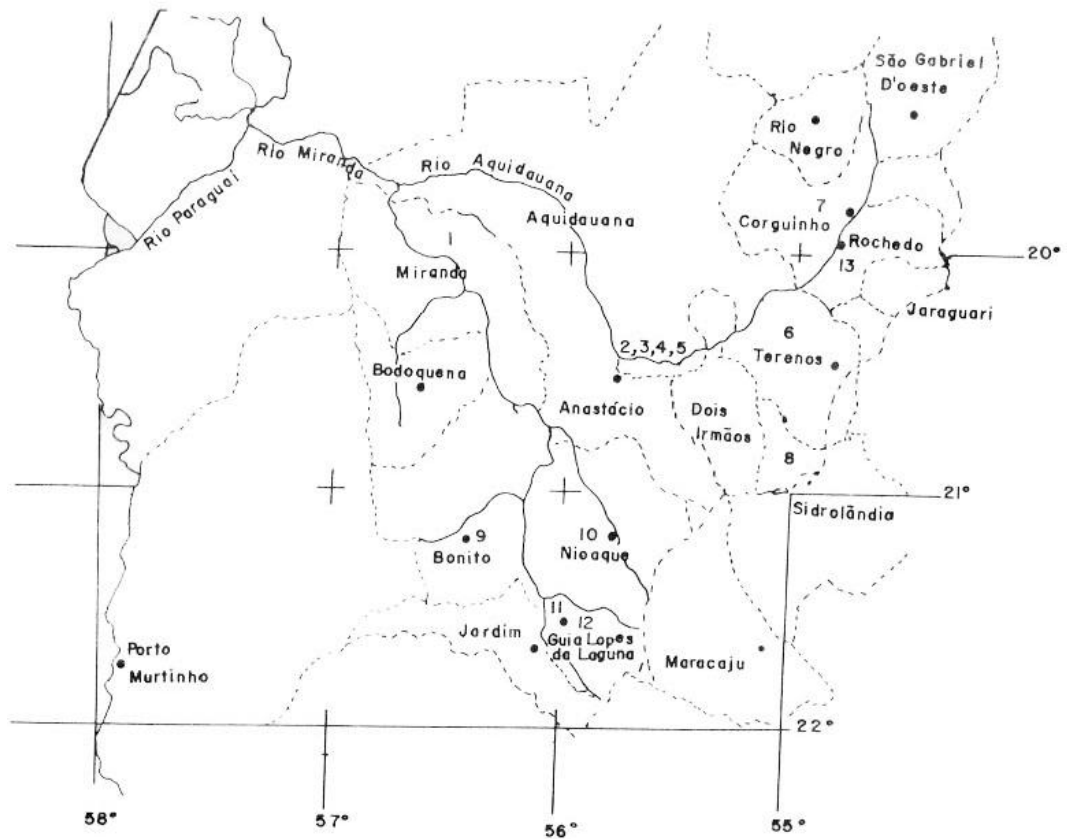 São Gabriel
D'oeste
Rio
Negro
Rio Miranda
Rio Aquidauana
Rio Paraguai
Aquidauana
7
Corguinho
Rochedo
13
1
Miranda
20°
Jaraguari
2,3,4,5
6
Terenos
Bodoquena
Anastácio
Dois
Irmãos
8
21°
Sidrolândia
9
Bonito
10
Nioaque
11
12
Jardim
Guia Lopes
da Laguna
Maracaju
Porto
Murtinho
22°
58°
57°
56°
55°